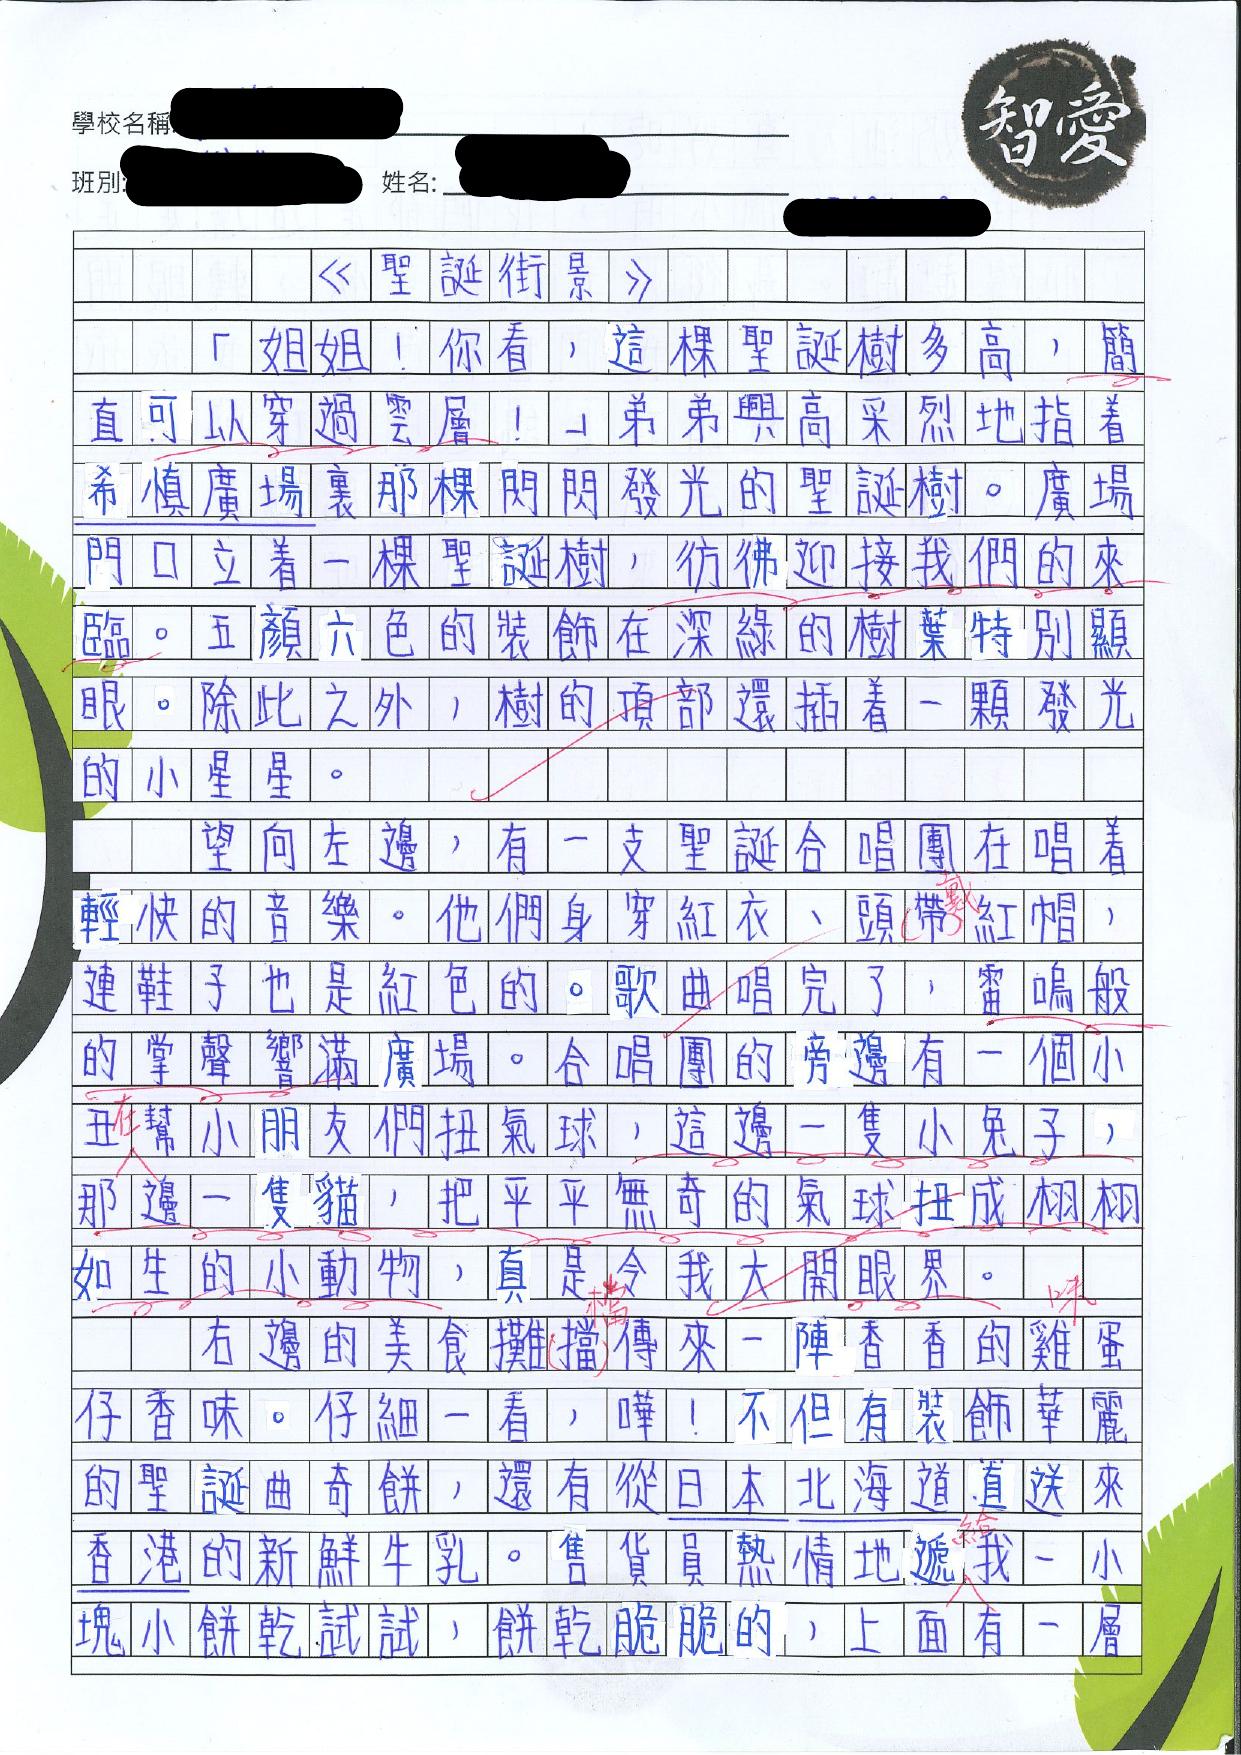 智愛
學校名稱:
班別: 姓名:
《聖誕街景》
「姐姐！你看，這棵聖誕樹多高，簡
直可以穿過雲層！」弟弟興高采烈地指着
希慎廣場裏那棵閃閃發光的聖誕樹。廣場
門口立着一棵聖誕樹，彷彿迎接我們的來
臨。五顏六色的裝飾在深綠的樹葉特別顯
眼。除此之外，樹的頂部還插着一顆發光
的小星星。
望向左邊，有一支聖誕合唱團在唱着
戴
輕快的音樂。他們身穿紅衣、頭帶紅帽，
連鞋子也是紅色的。歌曲唱完了，雷鳴般
的掌聲響滿廣場。合唱團的旁邊有一個小
在
丑幫小朋友們扭氣球，這邊一隻小兔子，
那邊一隻貓，把平平無奇的氣球扭成栩栩
如生的小動物，真是令我大開眼界。
檔 味
右邊的美食攤擋傳來一陣香香的雞蛋
仔香味。仔細一看，嘩！不但有裝飾華麗
的聖誕曲奇餅，還有從日本北海道直送來
給
香港的新鮮牛乳。售貨員熱情地遞我一小
塊小餅乾試試，餅乾脆脆的，上面有一層